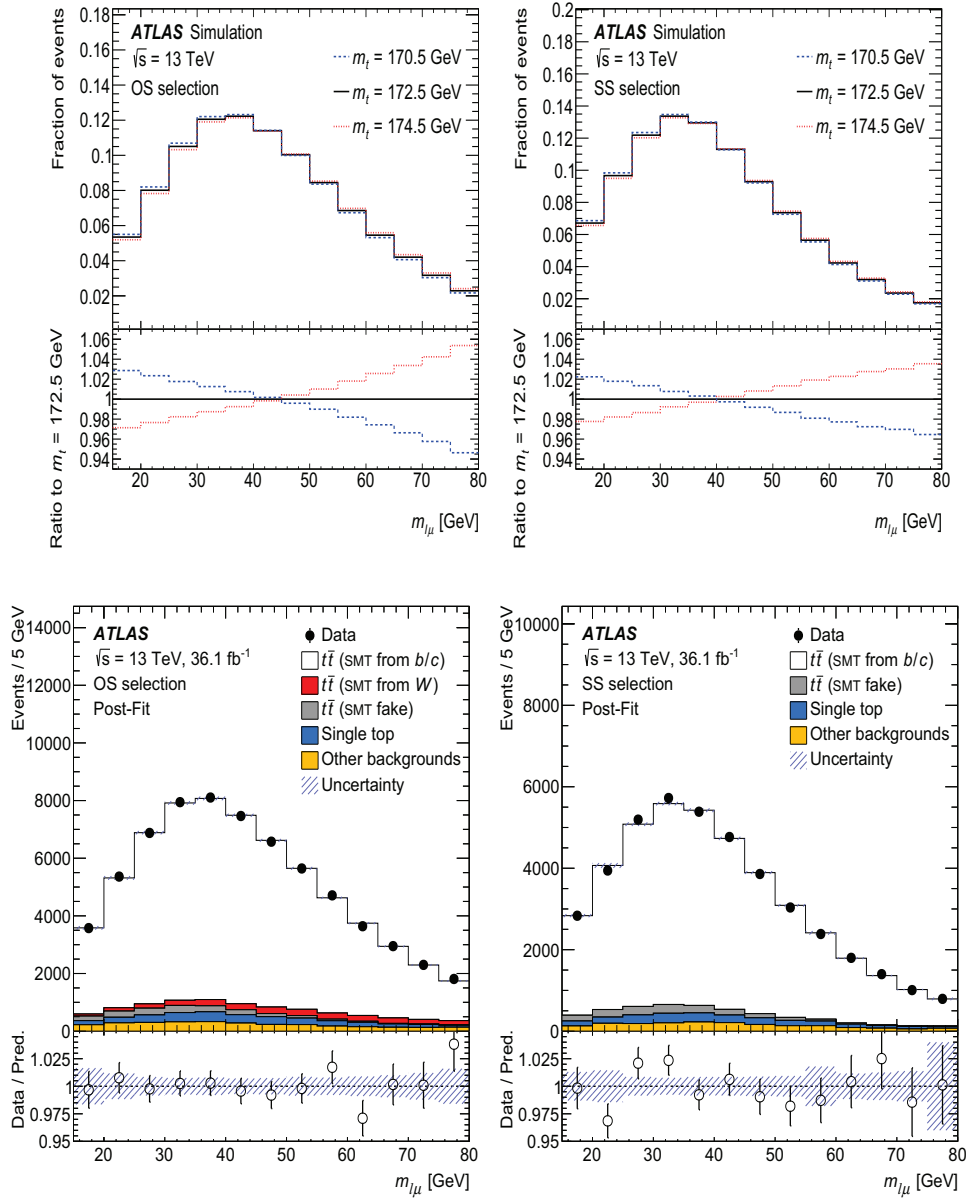 Fraction of events
0.18
0.16
0.14
0.12
0.1
0.08
0.06
0.04
0.02
ATLAS Simulation
√s = 13 TeV
OS selection
m_t = 170.5 GeV
m_t = 172.5 GeV
m_t = 174.5 GeV
Ratio to m_t = 172.5 GeV
1.06
1.04
1.02
1
0.98
0.96
0.94
20 30 40 50 60 70 80
m_lμ [GeV]
Fraction of events
0.2
0.18
0.16
0.14
0.12
0.1
0.08
0.06
0.04
0.02
ATLAS Simulation
√s = 13 TeV
SS selection
m_t = 170.5 GeV
m_t = 172.5 GeV
m_t = 174.5 GeV
Ratio to m_t = 172.5 GeV
1.06
1.04
1.02
1
0.98
0.96
0.94
20 30 40 50 60 70 80
m_lμ [GeV]
Events / 5 GeV
14000
12000
10000
8000
6000
4000
2000
0
ATLAS
√s = 13 TeV, 36.1 fb⁻¹
OS selection
Post-Fit
Data
tt̄ (SMT from b/c)
tt̄ (SMT from W)
tt̄ (SMT fake)
Single top
Other backgrounds
Uncertainty
Data / Pred.
1.025
1
0.975
0.95
20 30 40 50 60 70 80
m_lμ [GeV]
Events / 5 GeV
10000
8000
6000
4000
2000
0
ATLAS
√s = 13 TeV, 36.1 fb⁻¹
SS selection
Post-Fit
Data
tt̄ (SMT from b/c)
tt̄ (SMT fake)
Single top
Other backgrounds
Uncertainty
Data / Pred.
1.025
1
0.975
0.95
20 30 40 50 60 70 80
m_lμ [GeV]